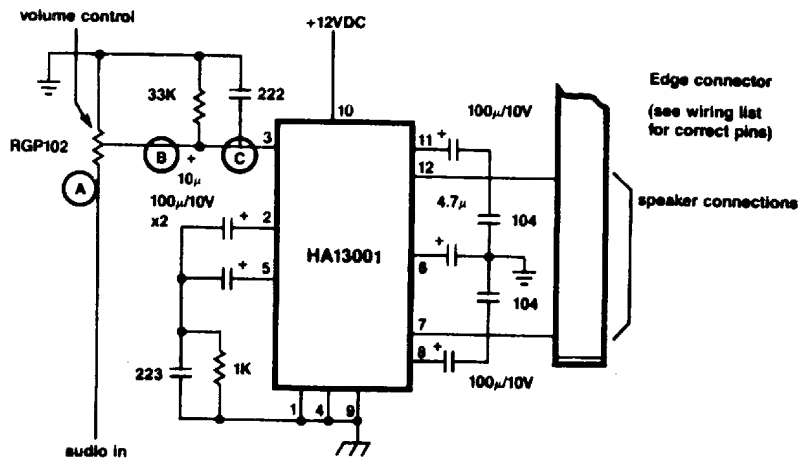 volume control
+12VDC
33K
222
10
100μ/10V
Edge connector
(see wiring list
for correct pins)
RGP102
B
C
3
11
+
12
A
+
10μ
100μ/10V
x2
+
2
4.7μ
104
speaker connections
HA13001
+
5
+
6
104
7
223
1K
+
8
100μ/10V
1
4
9
audio in